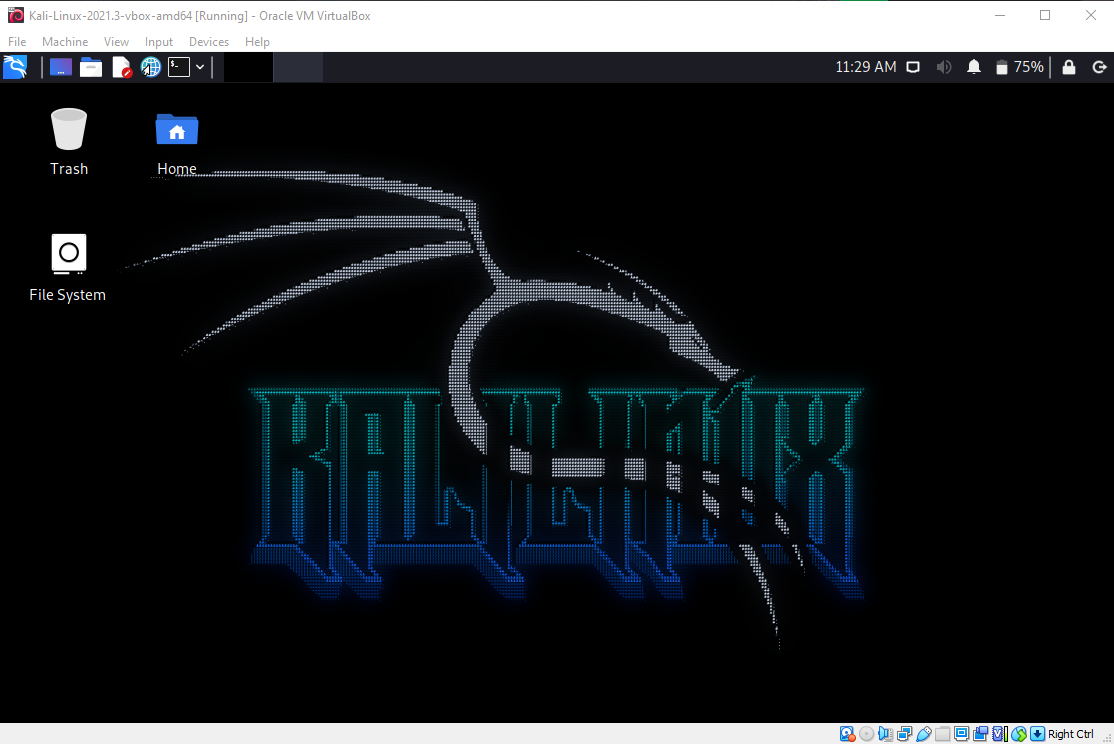 Kali-Linux-2021.3-vbox-amd64 [Running] - Oracle VM VirtualBox
File Machine View Input Devices Help
$_ 11:29 AM 75%
Trash Home
File System
KALI LINUX
Right Ctrl